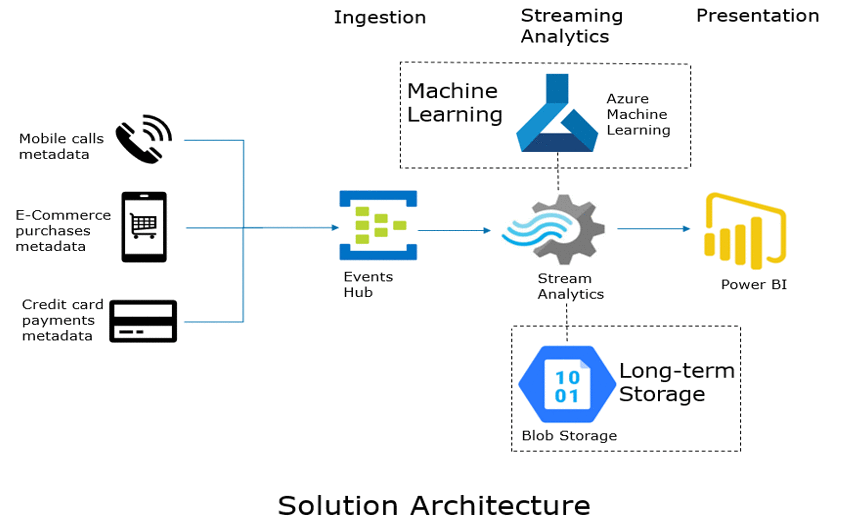 Ingestion
Streaming
Analytics
Presentation
Machine
Learning
Azure
Machine
Learning
Mobile calls
metadata
E-Commerce
purchases
metadata
Credit card
payments
metadata
Events
Hub
Stream
Analytics
Power BI
10
01
Long-term
Storage
Blob Storage
Solution Architecture